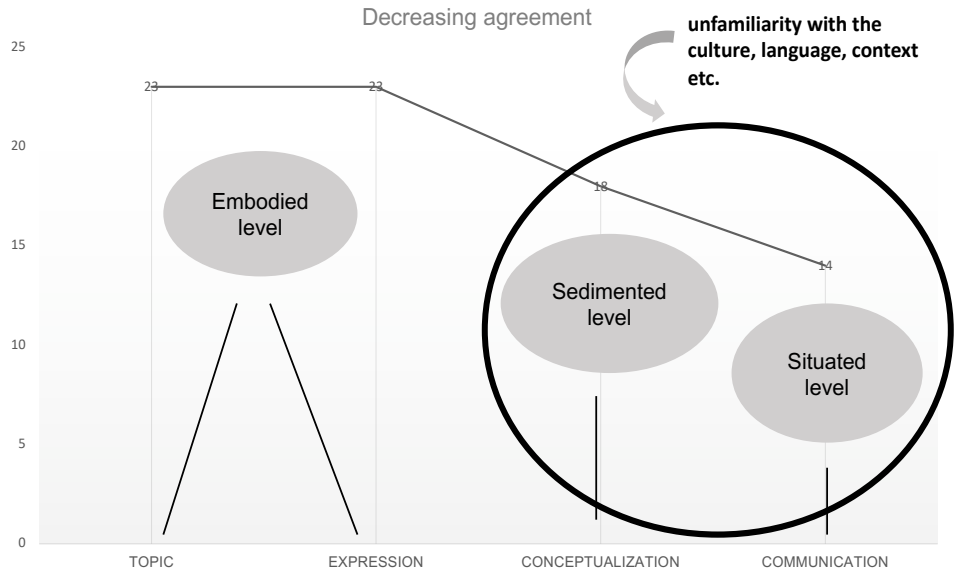 Decreasing agreement
unfamiliarity with the
culture, language, context
etc.
25
20
15
10
5
0
23
23
18
14
Embodied
level
Sedimented
level
Situated
level
TOPIC
EXPRESSION
CONCEPTUALIZATION
COMMUNICATION